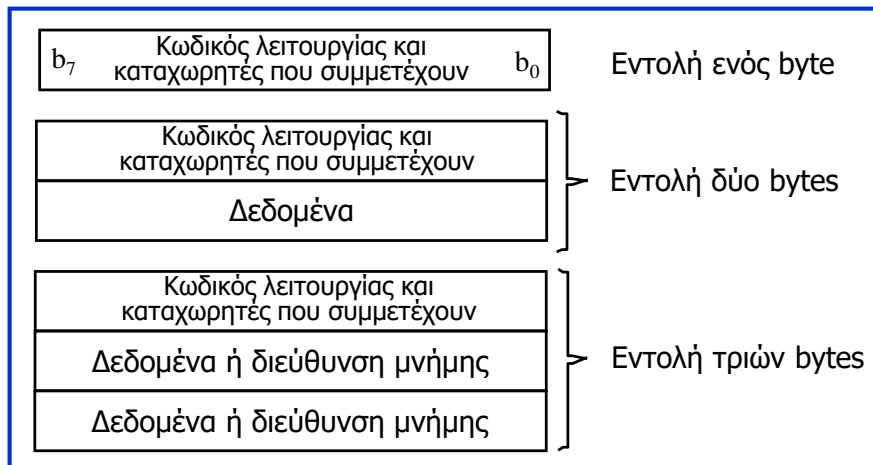 b7 Κωδικός λειτουργίας και
καταχωρητές που συμμετέχουν b0
Εντολή ενός byte
Κωδικός λειτουργίας και
καταχωρητές που συμμετέχουν
Δεδομένα
Εντολή δύο bytes
Κωδικός λειτουργίας και
καταχωρητές που συμμετέχουν
Δεδομένα ή διεύθυνση μνήμης
Δεδομένα ή διεύθυνση μνήμης
Εντολή τριών bytes